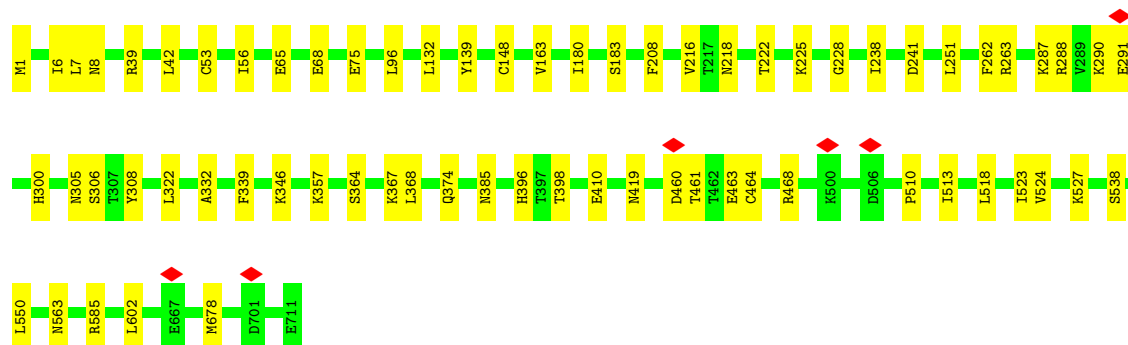 M1 I6 L7 N8 R39 L42 C53 I56 E65 E68 E75 L96 L132 Y139 C148 V163 I180 S183 F208 V216 T217 N218 T222 K225 G228 I238 D241 L251 F262 R263 K287 R288 V289 K290 E291
H300 N305 S306 T307 Y308 L322 A332 F339 K346 K357 S364 K367 L368 Q374 N385 H396 T397 T398 E410 N419 D460 T461 T462 E463 C464 R468 K500 D506 P510 I513 L518 I523 V524 K527 S538
L550 N563 R585 L602 E667 M678 D701 E711